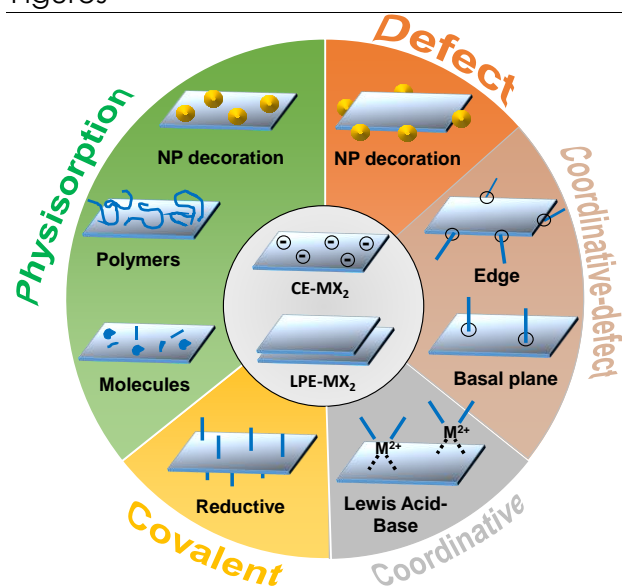 Figures
Physisorption
Defect
Coordinative-defect
Coordinative
Covalent
NP decoration
Polymers
Molecules
NP decoration
Edge
Basal plane
Lewis Acid-
Base
M²⁺
M²⁺
Reductive
CE-MX₂
LPE-MX₂